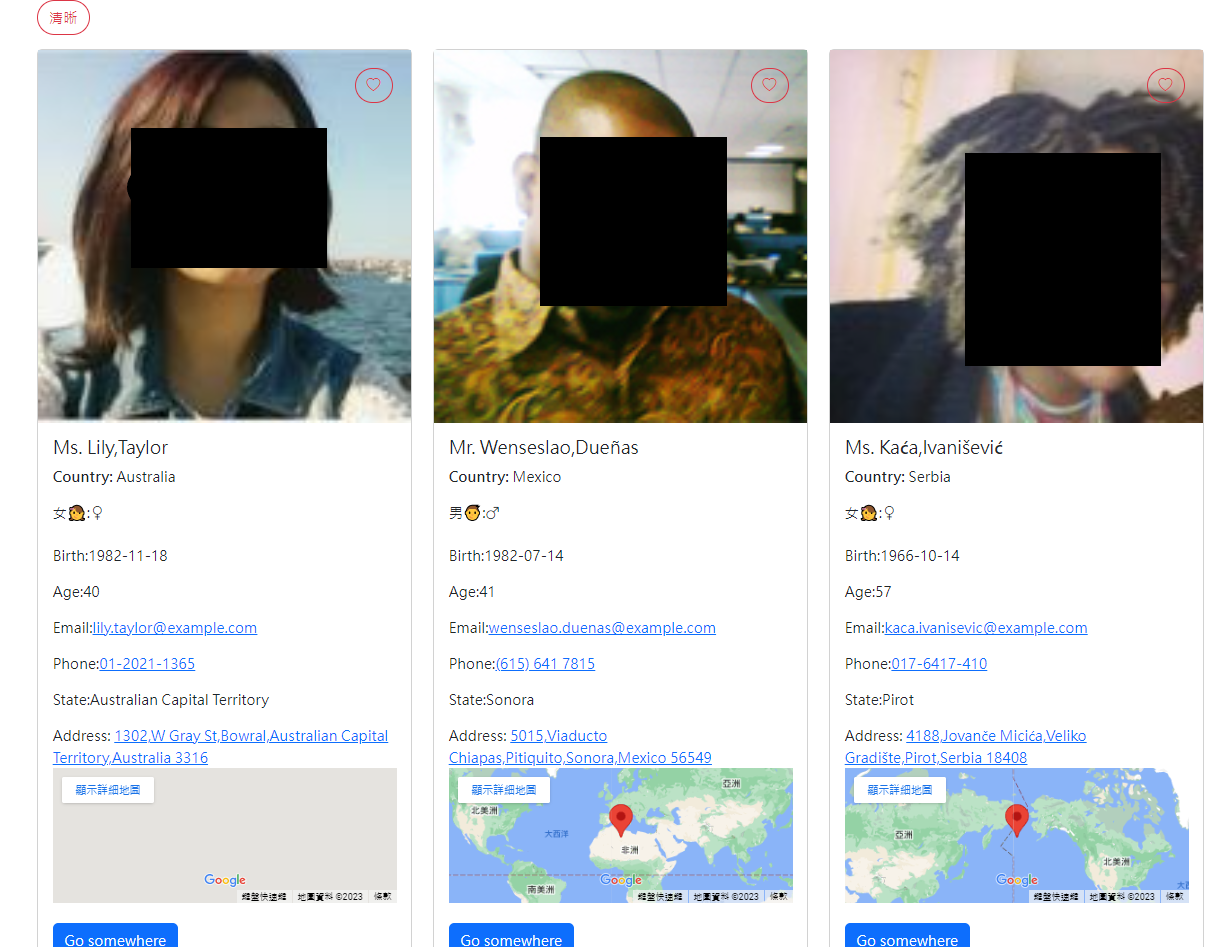 清晰
Ms. Lily,Taylor
Country: Australia
女👩:♀
Birth:1982-11-18
Age:40
Email:lily.taylor@example.com
Phone:01-2021-1365
State:Australian Capital Territory
Address: 1302,W Gray St,Bowral,Australian Capital
Territory,Australia 3316
顯示詳細地圖
Google
鍵盤快速鍵 地圖資料 ©2023 條款
Go somewhere
Mr. Wenseslao,Dueñas
Country: Mexico
男👨:♂
Birth:1982-07-14
Age:41
Email:wenseslao.duenas@example.com
Phone:(615) 641 7815
State:Sonora
Address: 5015,Viaducto
Chiapas,Pitiquito,Sonora,Mexico 56549
顯示詳細地圖
亞洲
北美洲
大西洋
非洲
南美洲
Google
鍵盤快速鍵 地圖資料 ©2023 條款
Go somewhere
Ms. Kaća,Ivanišević
Country: Serbia
女👩:♀
Birth:1966-10-14
Age:57
Email:kaca.ivanisevic@example.com
Phone:017-6417-410
State:Pirot
Address: 4188,Jovanče Micića,Veliko
Gradište,Pirot,Serbia 18408
顯示詳細地圖
亞洲
北美洲
Google
鍵盤快速鍵 地圖資料 ©2023 條款
Go somewhere